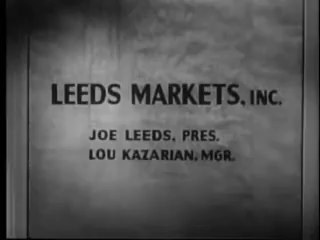 LEEDS MARKETS, INC.
JOE LEEDS, PRES.
LOU KAZARIAN, MGR.